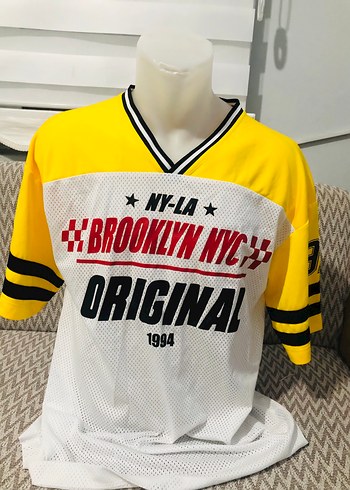 ★ NY-LA ★
BROOKLYN NYC
ORIGINAL
1994